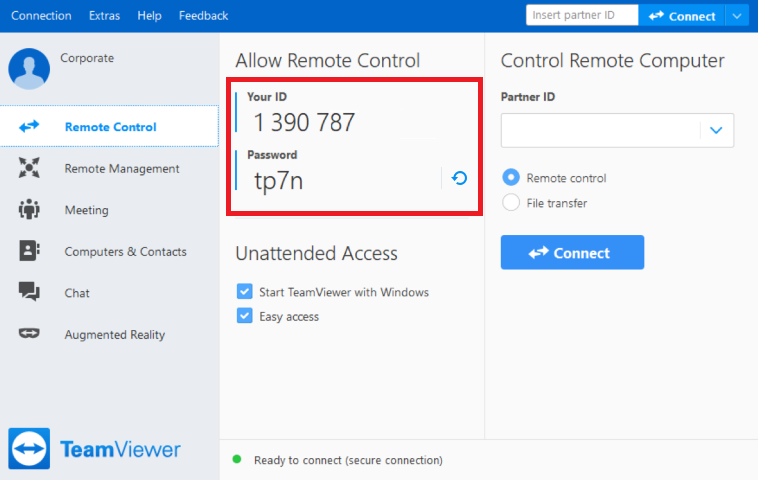 Connection Extras Help Feedback
Insert partner ID
Connect
Corporate
Remote Control
Remote Management
Meeting
Computers & Contacts
Chat
Augmented Reality
TeamViewer
Allow Remote Control
Your ID
1 390 787
Password
tp7n
Unattended Access
Start TeamViewer with Windows
Easy access
Control Remote Computer
Partner ID
Remote control
File transfer
Connect
Ready to connect (secure connection)